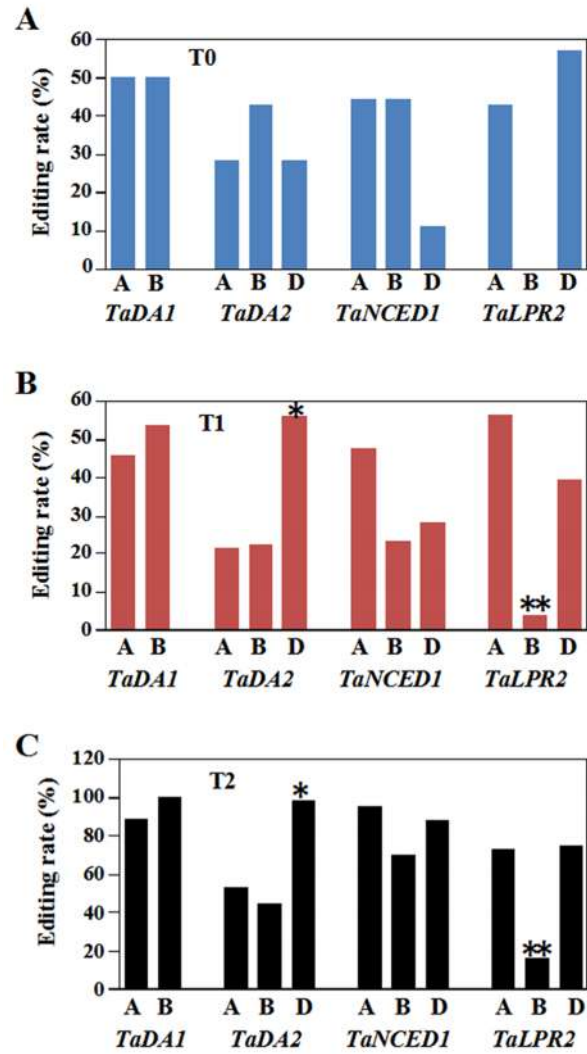 A
T0
Editing rate (%)
60
50
40
30
20
10
0
A B A B D A B D A B D
TaDA1 TaDA2 TaNCED1 TaLPR2
B
T1
Editing rate (%)
60
50
40
30
20
10
0
*
**
A B A B D A B D A B D
TaDA1 TaDA2 TaNCED1 TaLPR2
C
T2
Editing rate (%)
120
100
80
60
40
20
0
*
**
A B A B D A B D A B D
TaDA1 TaDA2 TaNCED1 TaLPR2